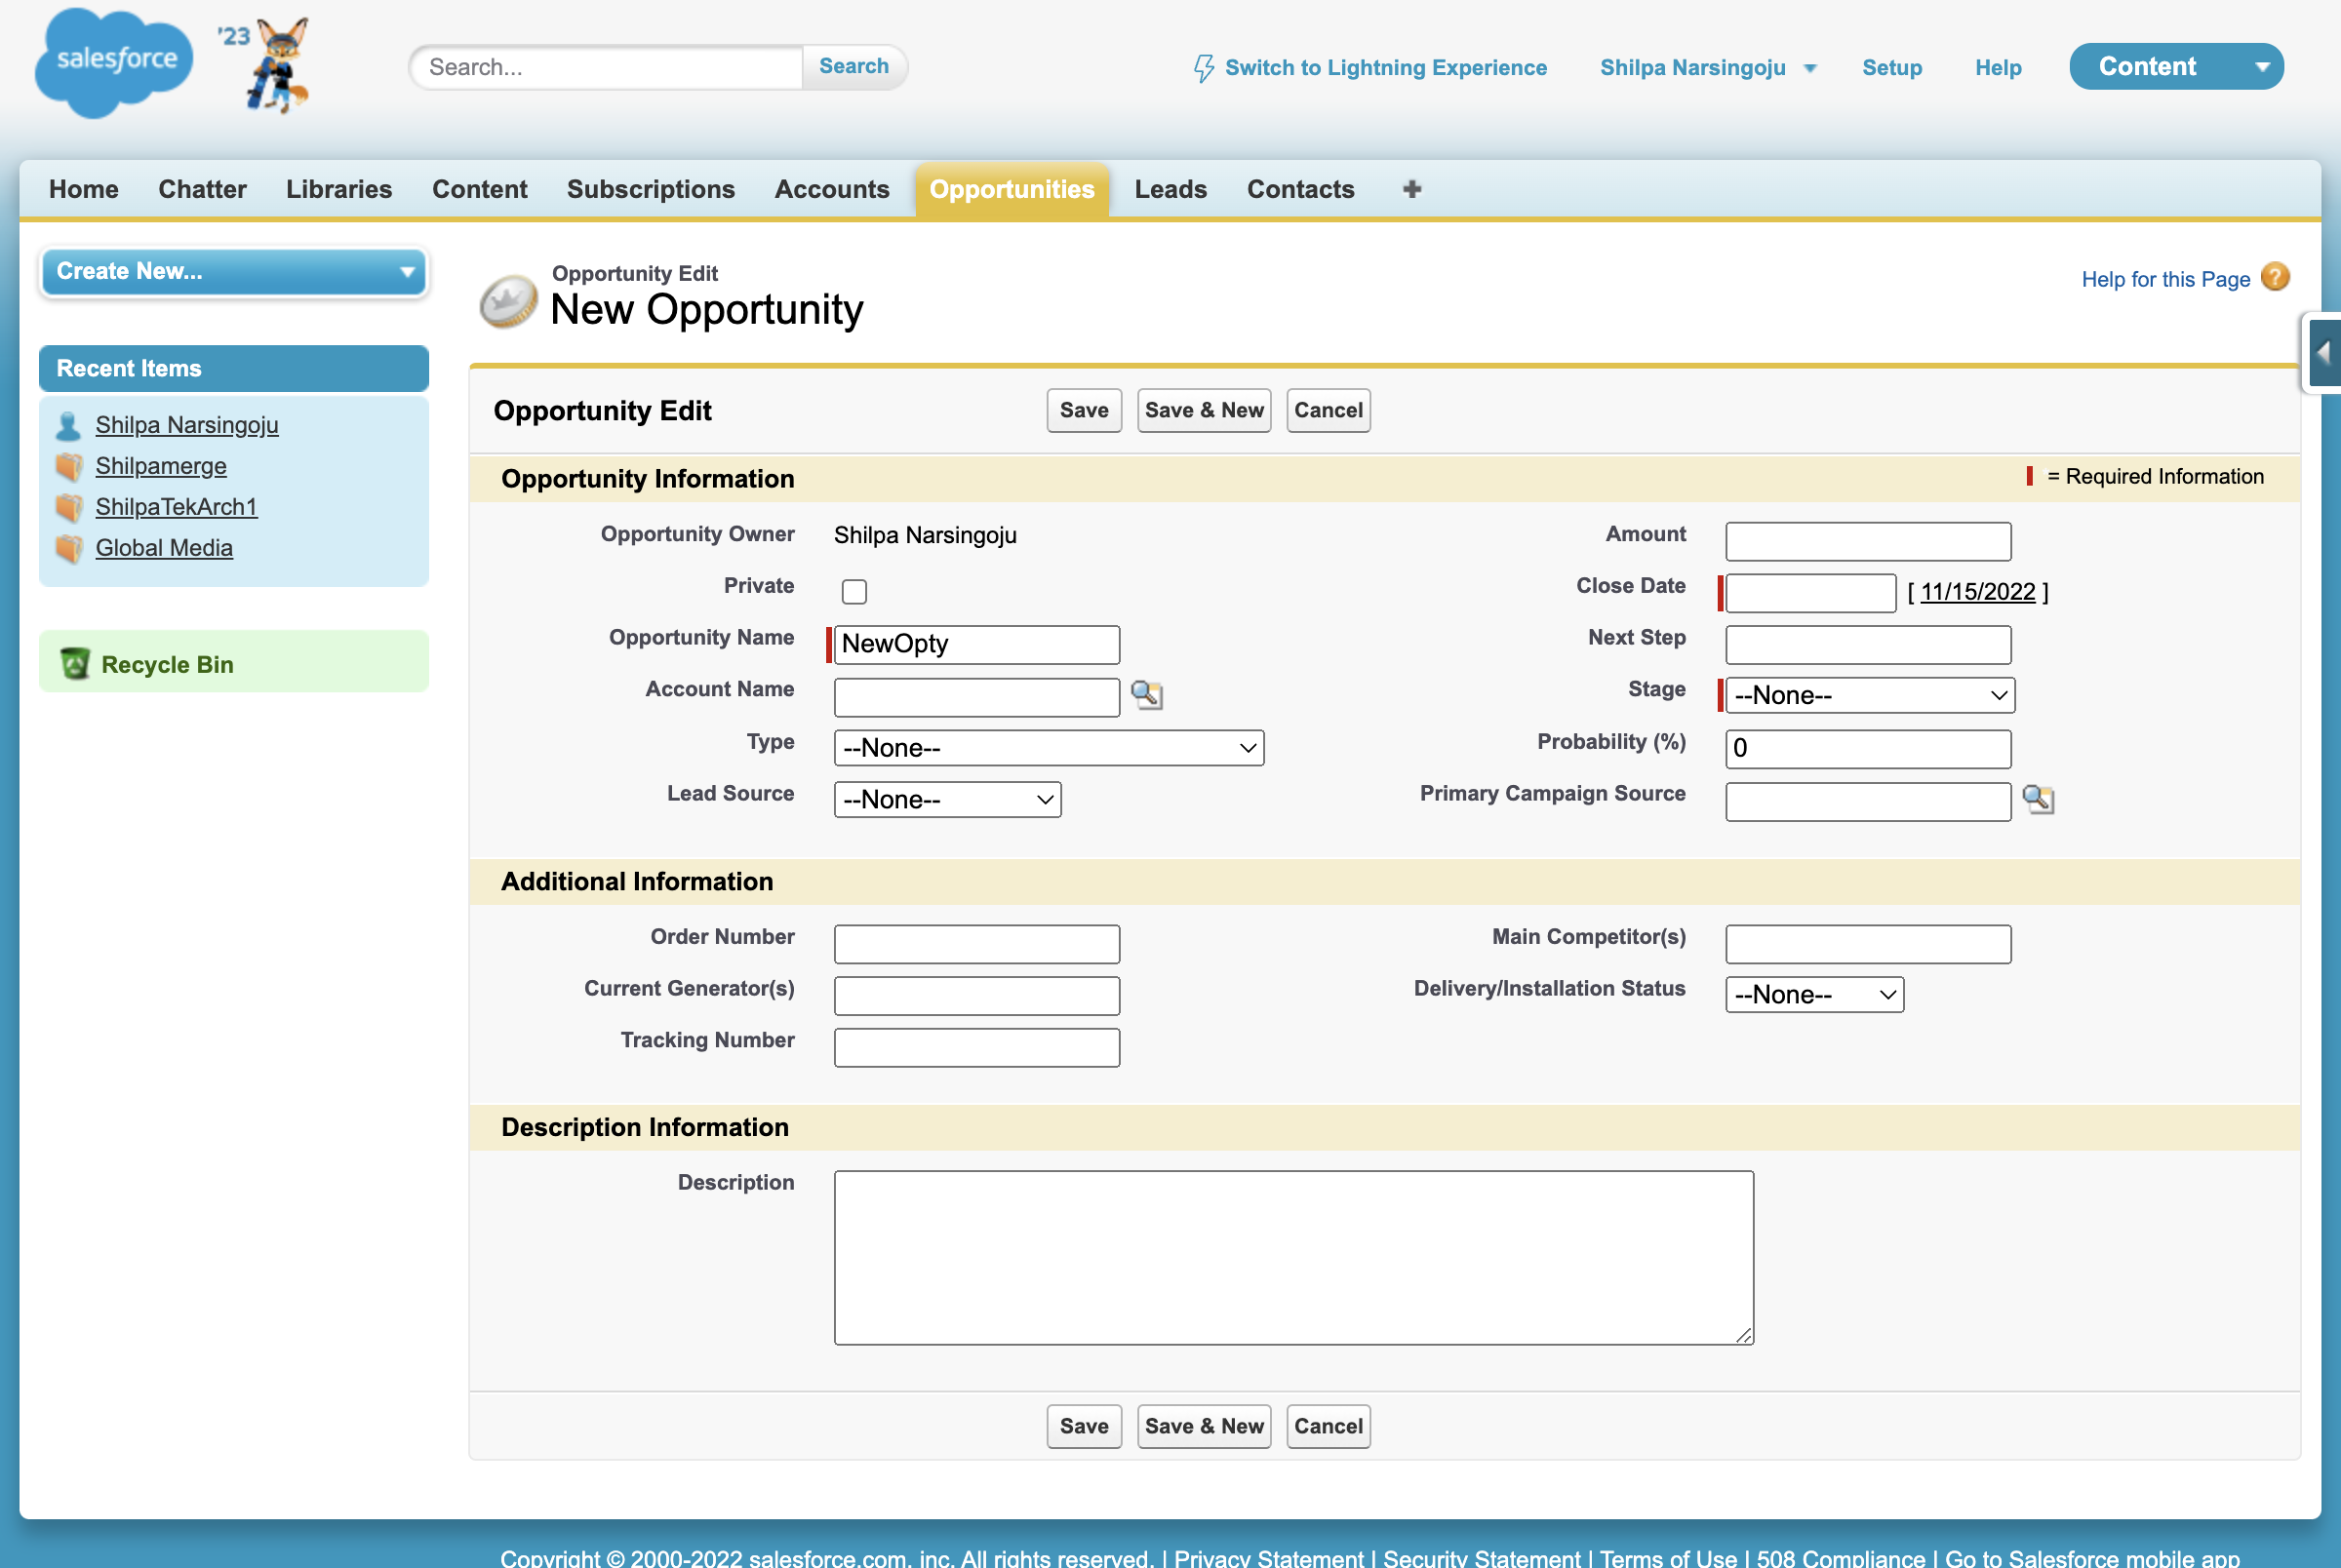 salesforce
'23
Search...
Search
Switch to Lightning Experience
Shilpa Narsingoju
Setup
Help
Content
Home
Chatter
Libraries
Content
Subscriptions
Accounts
Opportunities
Leads
Contacts
Create New...
Recent Items
Shilpa Narsingoju
Shilpamerge
ShilpaTekArch1
Global Media
Recycle Bin
Opportunity Edit
New Opportunity
Help for this Page ?
Opportunity Edit
Save
Save & New
Cancel
Opportunity Information
= Required Information
Opportunity Owner
Shilpa Narsingoju
Amount
Private
Close Date
[ 11/15/2022 ]
Opportunity Name
NewOpty
Next Step
Account Name
Stage
--None--
Type
--None--
Probability (%)
0
Lead Source
--None--
Primary Campaign Source
Additional Information
Order Number
Main Competitor(s)
Current Generator(s)
Delivery/Installation Status
--None--
Tracking Number
Description Information
Description
Save
Save & New
Cancel
Copyright © 2000-2022 salesforce.com, inc. All rights reserved. | Privacy Statement | Security Statement | Terms of Use | 508 Compliance | Go to Salesforce mobile app